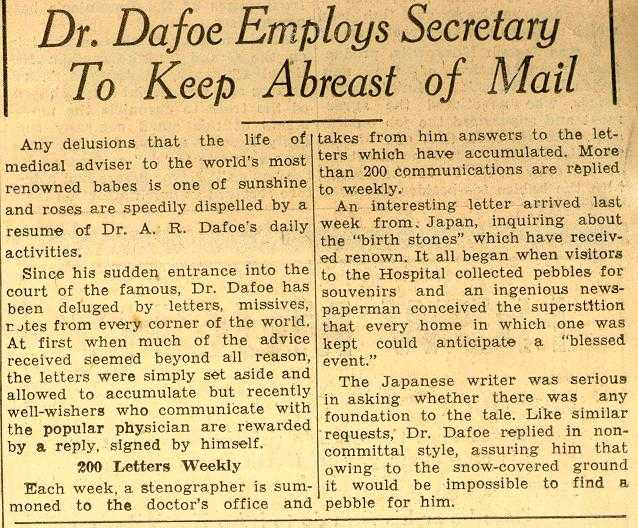 Dr. Dafoe Employs Secretary
To Keep Abreast of Mail
Any delusions that the life of
medical adviser to the world's most
renowned babes is one of sunshine
and roses are speedily dispelled by a
resume of Dr. A. R. Dafoe's daily
activities.
Since his sudden entrance into the
court of the famous, Dr. Dafoe has
been deluged by letters, missives,
notes from every corner of the world.
At first when much of the advice
received seemed beyond all reason,
the letters were simply set aside and
allowed to accumulate but recently
well-wishers who communicate with
the popular physician are rewarded
by a reply, signed by himself.
200 Letters Weekly
Each week, a stenographer is sum-
moned to the doctor's office and
takes from him answers to the let-
ters which have accumulated. More
than 200 communications are replied
to weekly.
An interesting letter arrived last
week from Japan, inquiring about
the "birth stones" which have receiv-
ed renown. It all began when visitors
to the Hospital collected pebbles for
souvenirs and an ingenious news-
paperman conceived the superstition
that every home in which one was
kept could anticipate a "blessed
event."
The Japanese writer was serious
in asking whether there was any
foundation to the tale. Like similar
requests, Dr. Dafoe replied in non-
committal style, assuring him that
owing to the snow-covered ground
it would be impossible to find a
pebble for him.